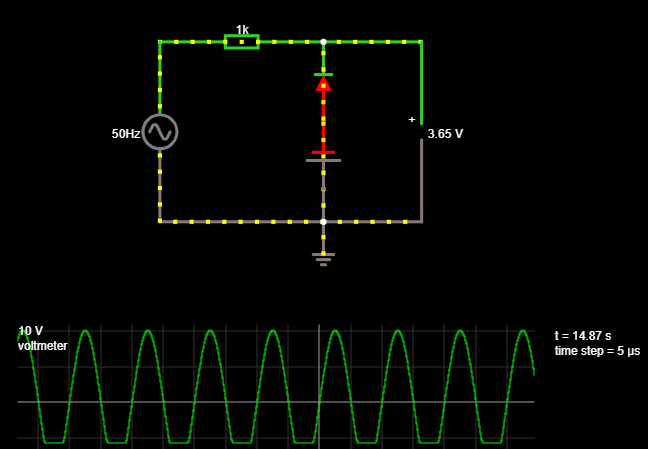 1k
50Hz
+
3.65 V
10 V
voltmeter
t = 14.87 s
time step = 5 µs